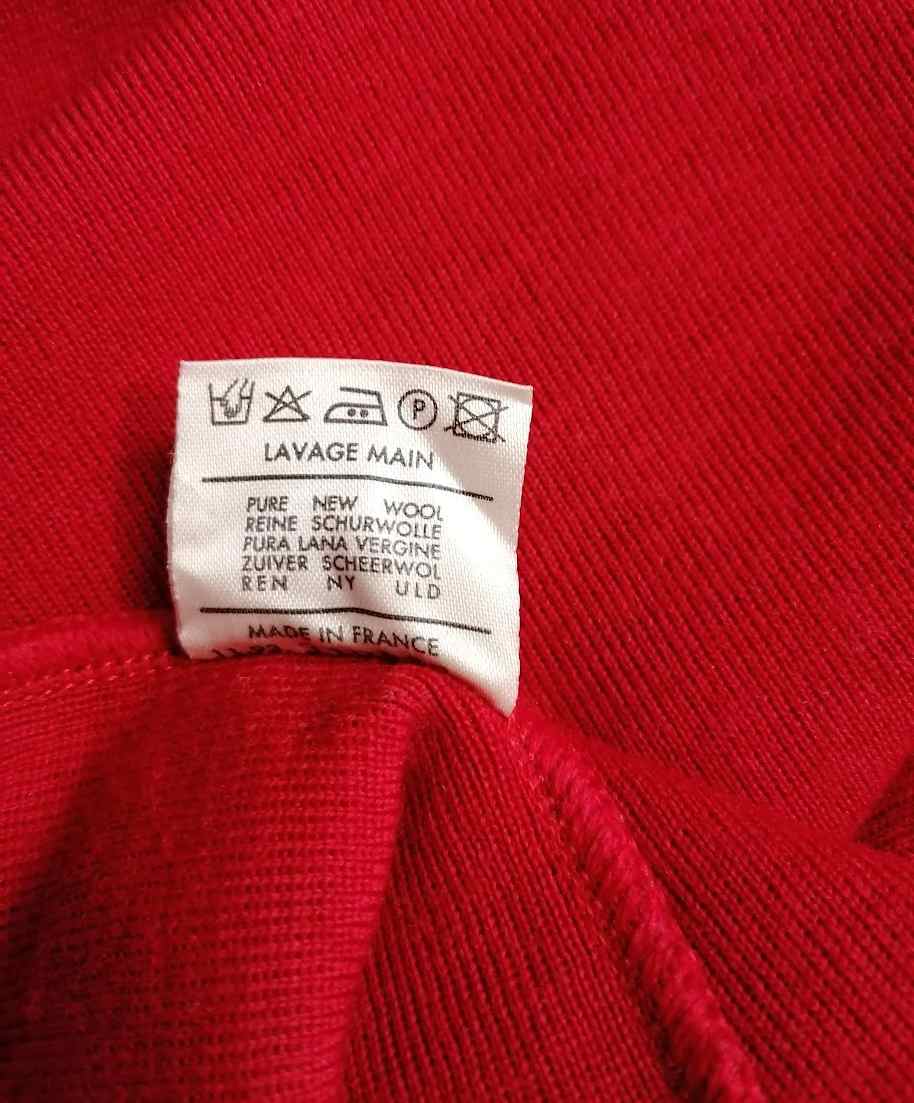 P
LAVAGE MAIN
PURE NEW WOOL
REINE SCHURWOLLE
PURA LANA VERGINE
ZUIVER SCHEERWOL
REN NY ULD
MADE IN FRANCE